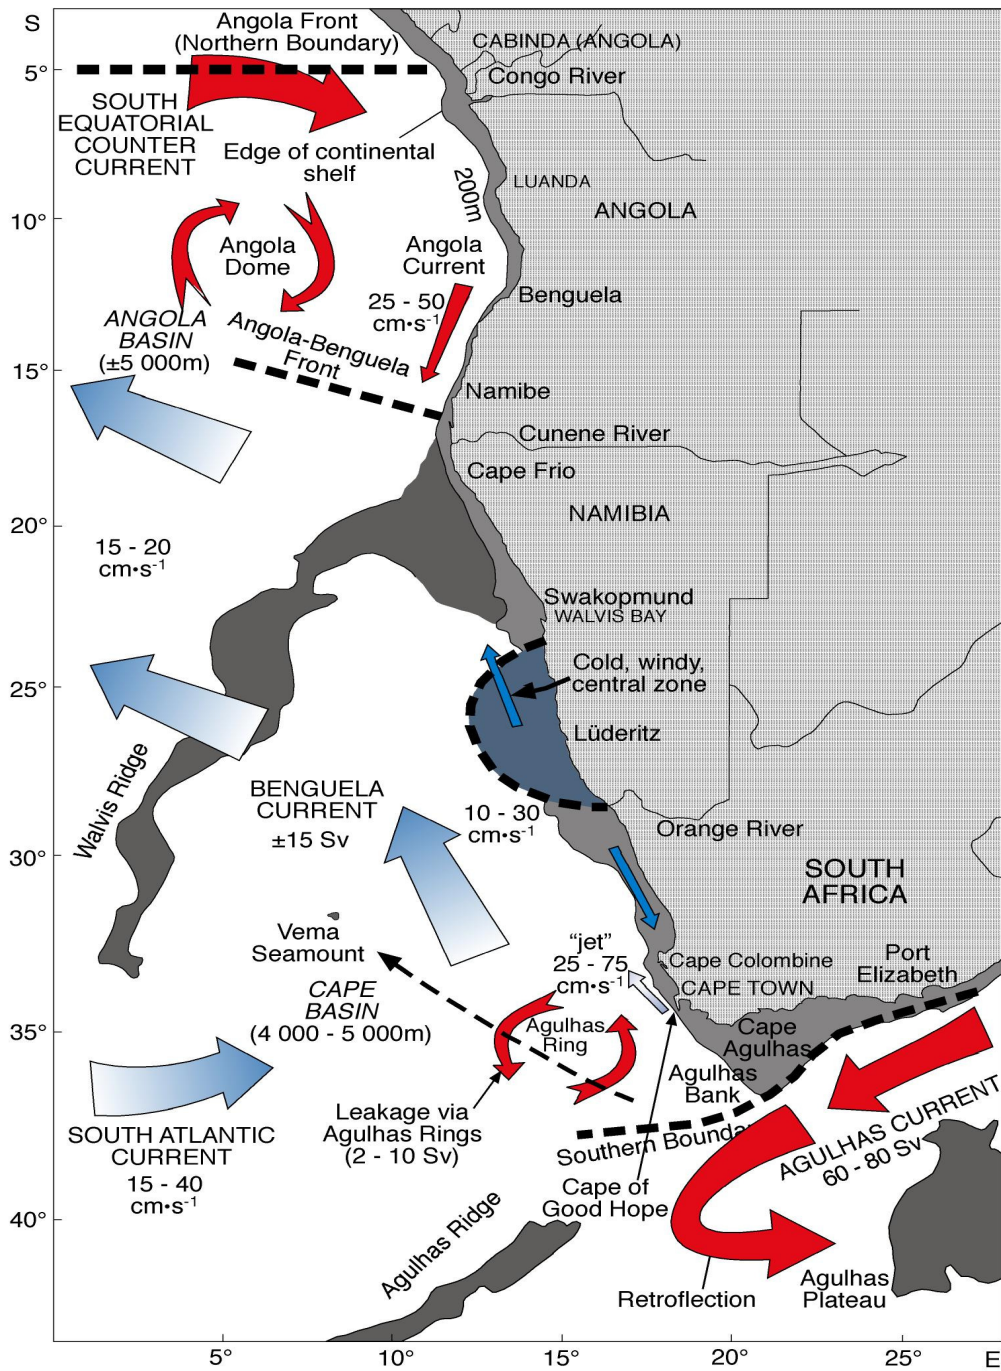 S
Angola Front
(Northern Boundary)
CABINDA (ANGOLA)
Congo River
5°
SOUTH
EQUATORIAL
COUNTER
CURRENT
Edge of continental
shelf
200m
LUANDA
ANGOLA
10°
Angola
Dome
Angola
Current
25 - 50
cm•s-1
Benguela
ANGOLA
BASIN
(±5 000m)
Angola-Benguela
Front
15°
Namibe
Cunene River
Cape Frio
NAMIBIA
20°
15 - 20
cm•s-1
Swakopmund
WALVIS BAY
Cold, windy,
central zone
25°
Lüderitz
Walvis Ridge
BENGUELA
CURRENT
±15 Sv
10 - 30
cm•s-1
Orange River
30°
SOUTH
AFRICA
Vema
Seamount
"jet"
25 - 75
cm•s-1
Cape Colombine
CAPE TOWN
Port
Elizabeth
CAPE
BASIN
(4 000 - 5 000m)
35°
Agulhas
Ring
Cape
Agulhas
Agulhas
Bank
Leakage via
Agulhas Rings
(2 - 10 Sv)
SOUTH ATLANTIC
CURRENT
15 - 40
cm•s-1
Southern Bounda
AGULHAS CURRENT
60 - 80 Sv
Cape of
Good Hope
40°
Agulhas Ridge
Retroflection
Agulhas
Plateau
5°
10°
15°
20°
25°
E